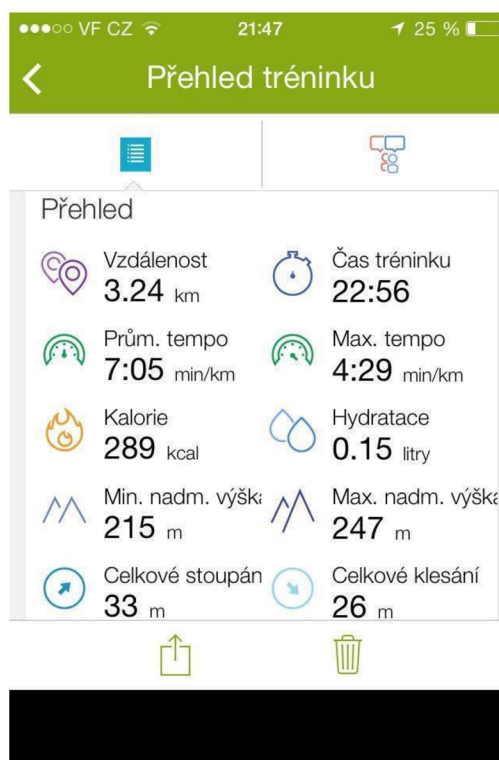 VF CZ 21:47 25 %
Přehled tréninku
Přehled
Vzdálenost
3.24 km
Čas tréninku
22:56
Prům. tempo
7:05 min/km
Max. tempo
4:29 min/km
Kalorie
289 kcal
Hydratace
0.15 litry
Min. nadm. výšk
215 m
Max. nadm. výšk
247 m
Celkové stoupán
33 m
Celkové klesání
26 m